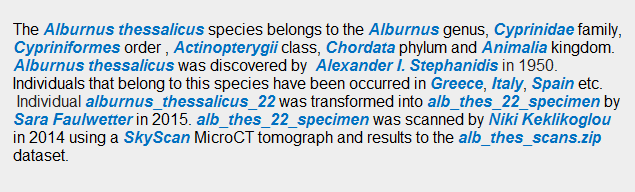 The Alburnus thessalicus species belongs to the Alburnus genus, Cyprinidae family,
Cypriniformes order , Actinopterygii class, Chordata phylum and Animalia kingdom.
Alburnus thessalicus was discovered by Alexander I. Stephanidis in 1950.
Individuals that belong to this species have been occurred in Greece, Italy, Spain etc.
Individual alburnus_thessalicus_22 was transformed into alb_thes_22_specimen by
Sara Faulwetter in 2015. alb_thes_22_specimen was scanned by Niki Keklikoglou
in 2014 using a SkyScan MicroCT tomograph and results to the alb_thes_scans.zip
dataset.